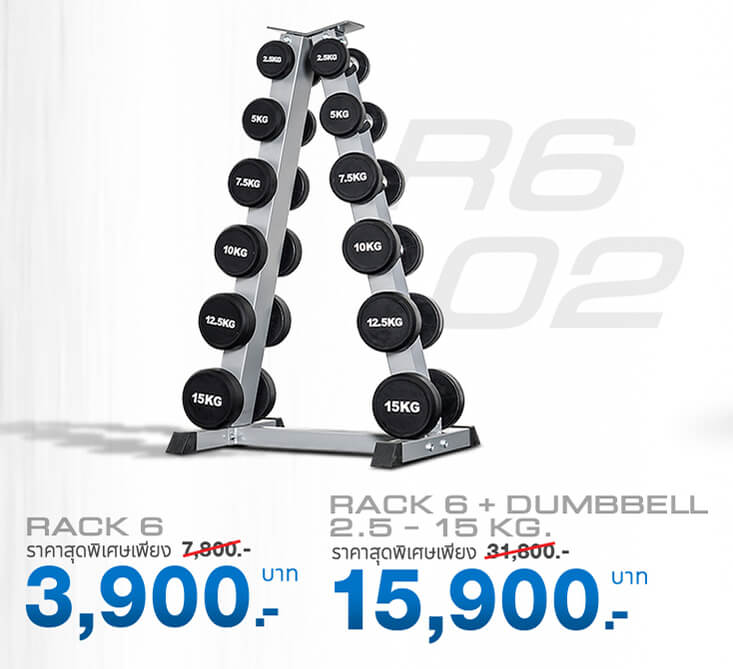 R6
02
2.5KG 2.5KG
5KG 5KG
7.5KG 7.5KG
10KG 10KG
12.5KG 12.5KG
15KG 15KG
RACK 6
ราคาสุดพิเศษเพียง 7,800.-
3,900.- บาท
RACK 6 + DUMBBELL
2.5 - 15 KG.
ราคาสุดพิเศษเพียง 31,800.-
15,900.- บาท